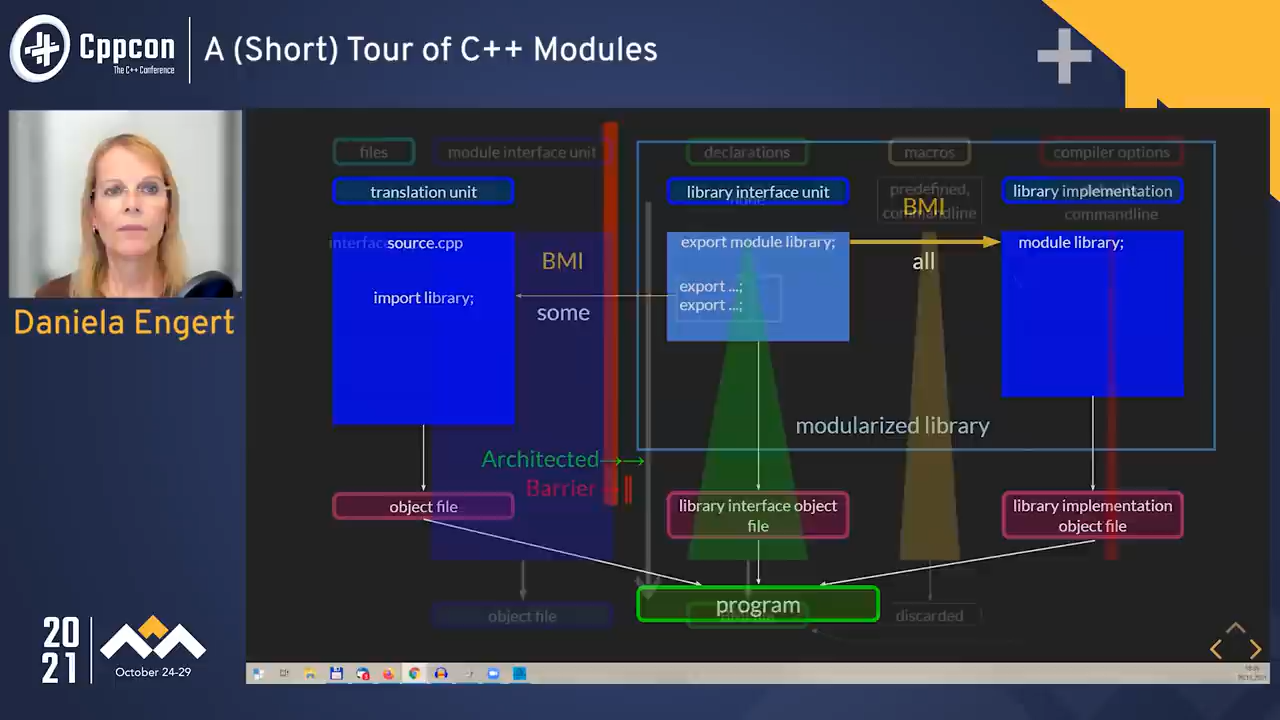 Cppcon
The C++ Conference
A (Short) Tour of C++ Modules
Daniela Engert
files
module interface unit
declarations
macros
compiler options
translation unit
library interface unit
predefined,
commandline
library implementation
commandline
BMI
source.cpp
import library;
BMI
some
export module library;
export ...;
export ...;
all
module library;
modularized library
Architected
Barrier
object file
library interface object
file
library implementation
object file
program
object file
discarded
20
21
October 24-29